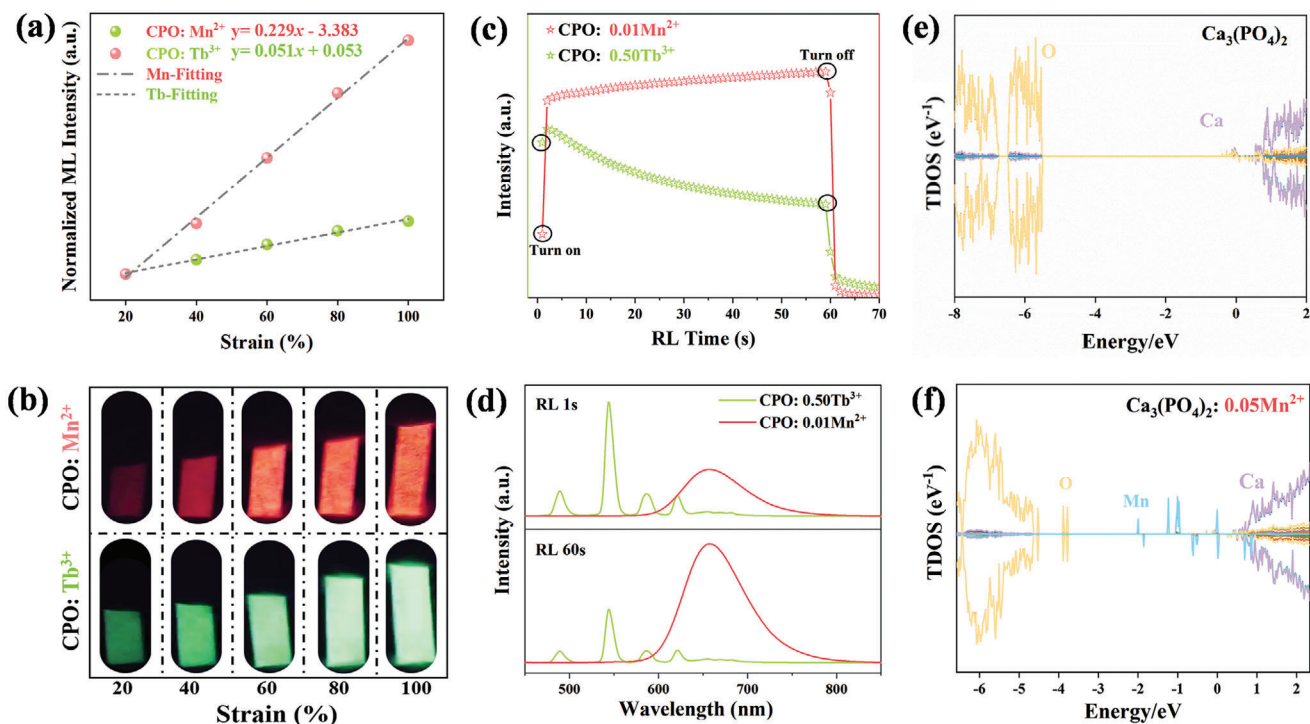 (a)
CPO: Mn²⁺ y= 0.229x - 3.383
CPO: Tb³⁺ y= 0.051x + 0.053
Mn-Fitting
Tb-Fitting
Normalized ML Intensity (a.u.)
20 40 60 80 100
Strain (%)
(b)
CPO: Mn²⁺
CPO: Tb³⁺
20 40 60 80 100
Strain (%)
(c)
CPO: 0.01Mn²⁺
CPO: 0.50Tb³⁺
Turn off
Turn on
Intensity (a.u.)
0 10 20 30 40 50 60 70
RL Time (s)
(d)
RL 1s
CPO: 0.50Tb³⁺
CPO: 0.01Mn²⁺
RL 60s
Intensity (a.u.)
500 600 700 800
Wavelength (nm)
(e)
Ca₃(PO₄)₂
O
Ca
TDOS (eV⁻¹)
-8 -6 -4 -2 0 2
Energy/eV
(f)
Ca₃(PO₄)₂: 0.05Mn²⁺
O
Mn
Ca
TDOS (eV⁻¹)
-6 -5 -4 -3 -2 -1 0 1 2
Energy/eV